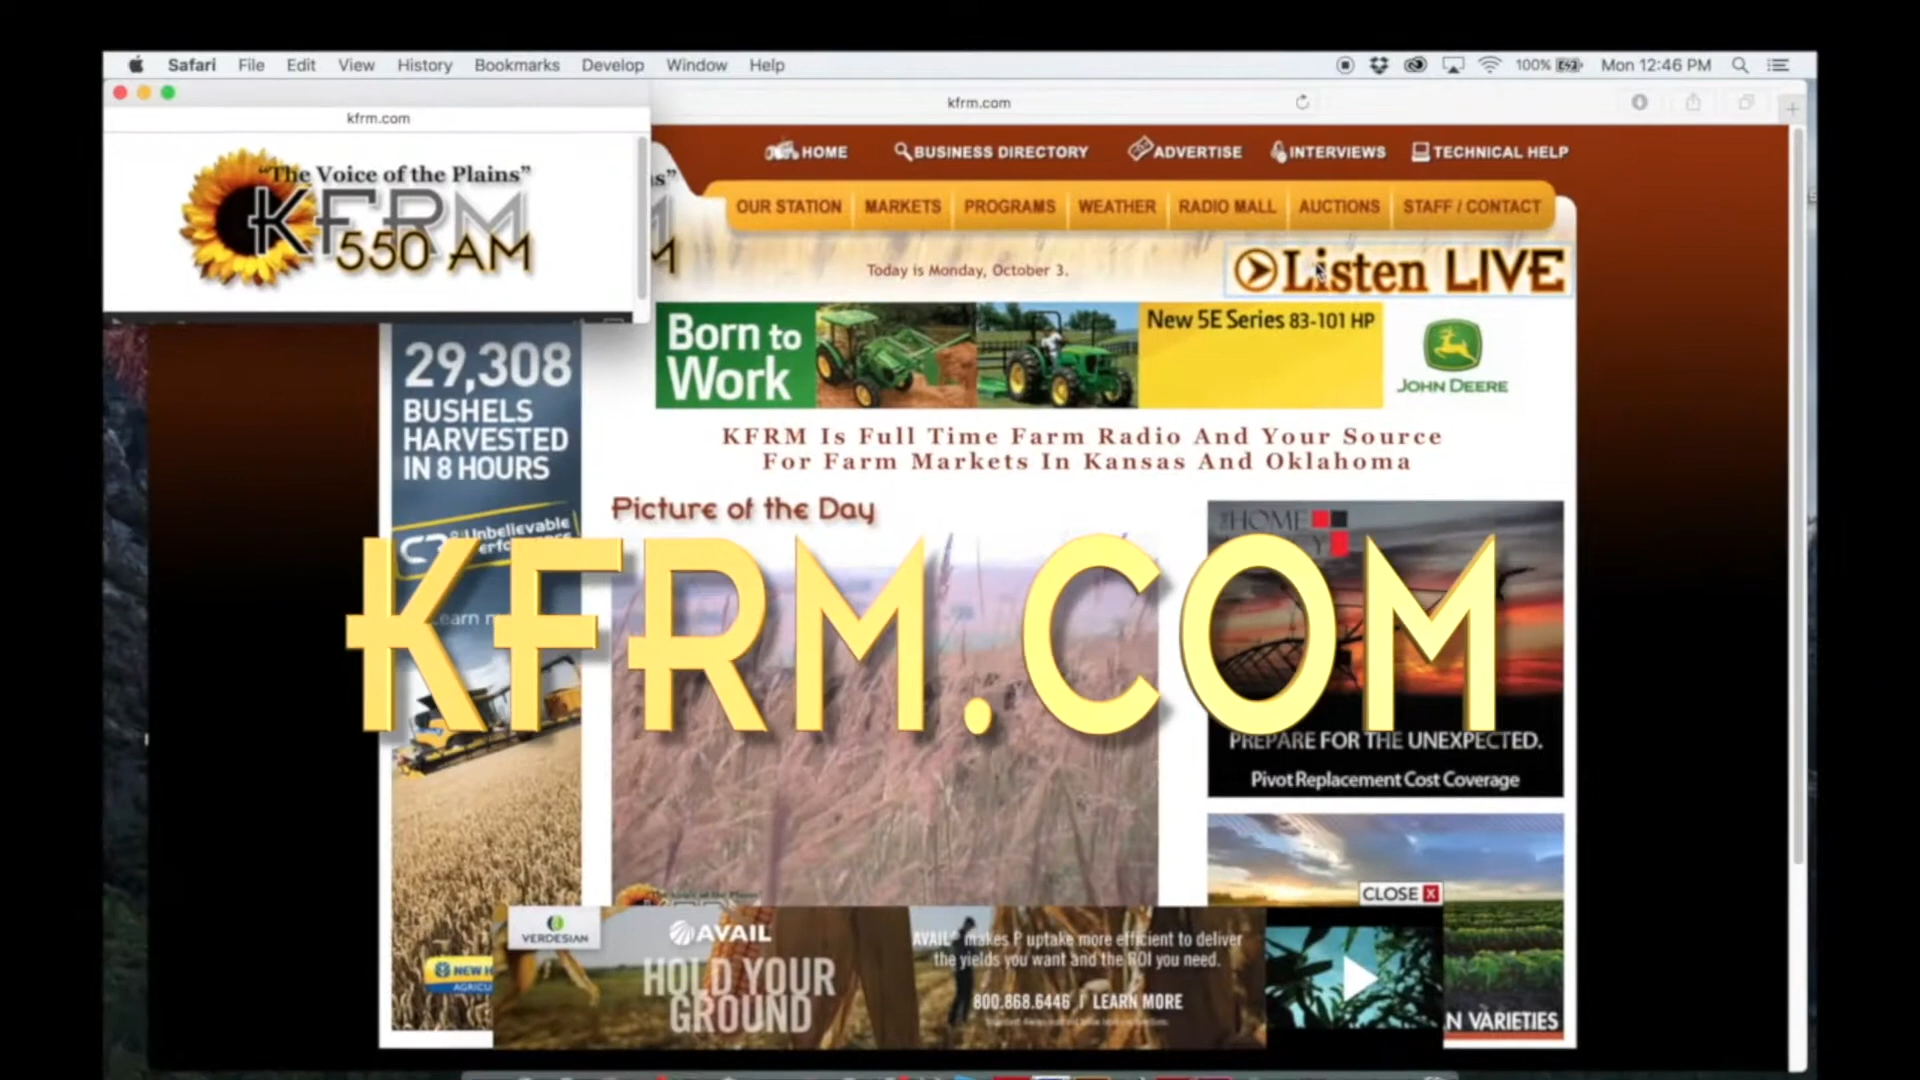 Safari File Edit View History Bookmarks Develop Window Help
100%
Mon 12:46 PM
kfrm.com
kfrm.com
"The Voice of the Plains"
KFRM
550 AM
s"
M
HOME
BUSINESS DIRECTORY
ADVERTISE
INTERVIEWS
TECHNICAL HELP
OUR STATION
MARKETS
PROGRAMS
WEATHER
RADIO MALL
AUCTIONS
STAFF / CONTACT
Today is Monday, October 3.
Listen LIVE
Born to
Work
New 5E Series 83-101 HP
JOHN DEERE
29,308
BUSHELS
HARVESTED
IN 8 HOURS
Unbelievable
KFRM Is Full Time Farm Radio And Your Source
For Farm Markets In Kansas And Oklahoma
Picture of the Day
HOME
KFRM.COM
PREPARE FOR THE UNEXPECTED.
Pivot Replacement Cost Coverage
CLOSE X
VERDESIAN
AVAIL
HOLD YOUR
GROUND
AVAIL® makes P uptake more efficient to deliver
the yields you want and the ROI you need.
800.868.6446 | LEARN MORE
NEW H
AGRICU
N VARIETIES